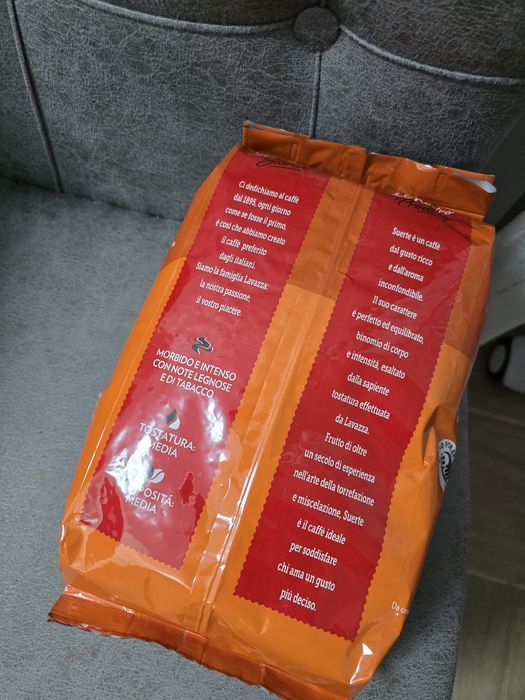 Ci dedichiamo al caffè
dal 1895, ogni giorno
come se fosse il primo,
è così che abbiamo creato
il caffè preferito
dagli italiani.
Siamo la famiglia Lavazza:
la nostra passione,
il vostro piacere.
MORBIDO E INTENSO
CON NOTE LEGNOSE
E DI TABACCO
TOSTATURA:
MEDIA
MEDIA
Suerte è un caffè
dal gusto ricco
e dall'aroma
inconfondibile.
Il suo carattere
è perfetto ed equilibrato,
binomio di corpo
e intensità, esaltato
dalla sapiente
tostatura effettuata
da Lavazza.
Frutto di oltre
un secolo di esperienza
nell'arte della torrefazione
e miscelazione, Suerte
è il caffè ideale
per soddisfare
chi ama un gusto
più deciso.